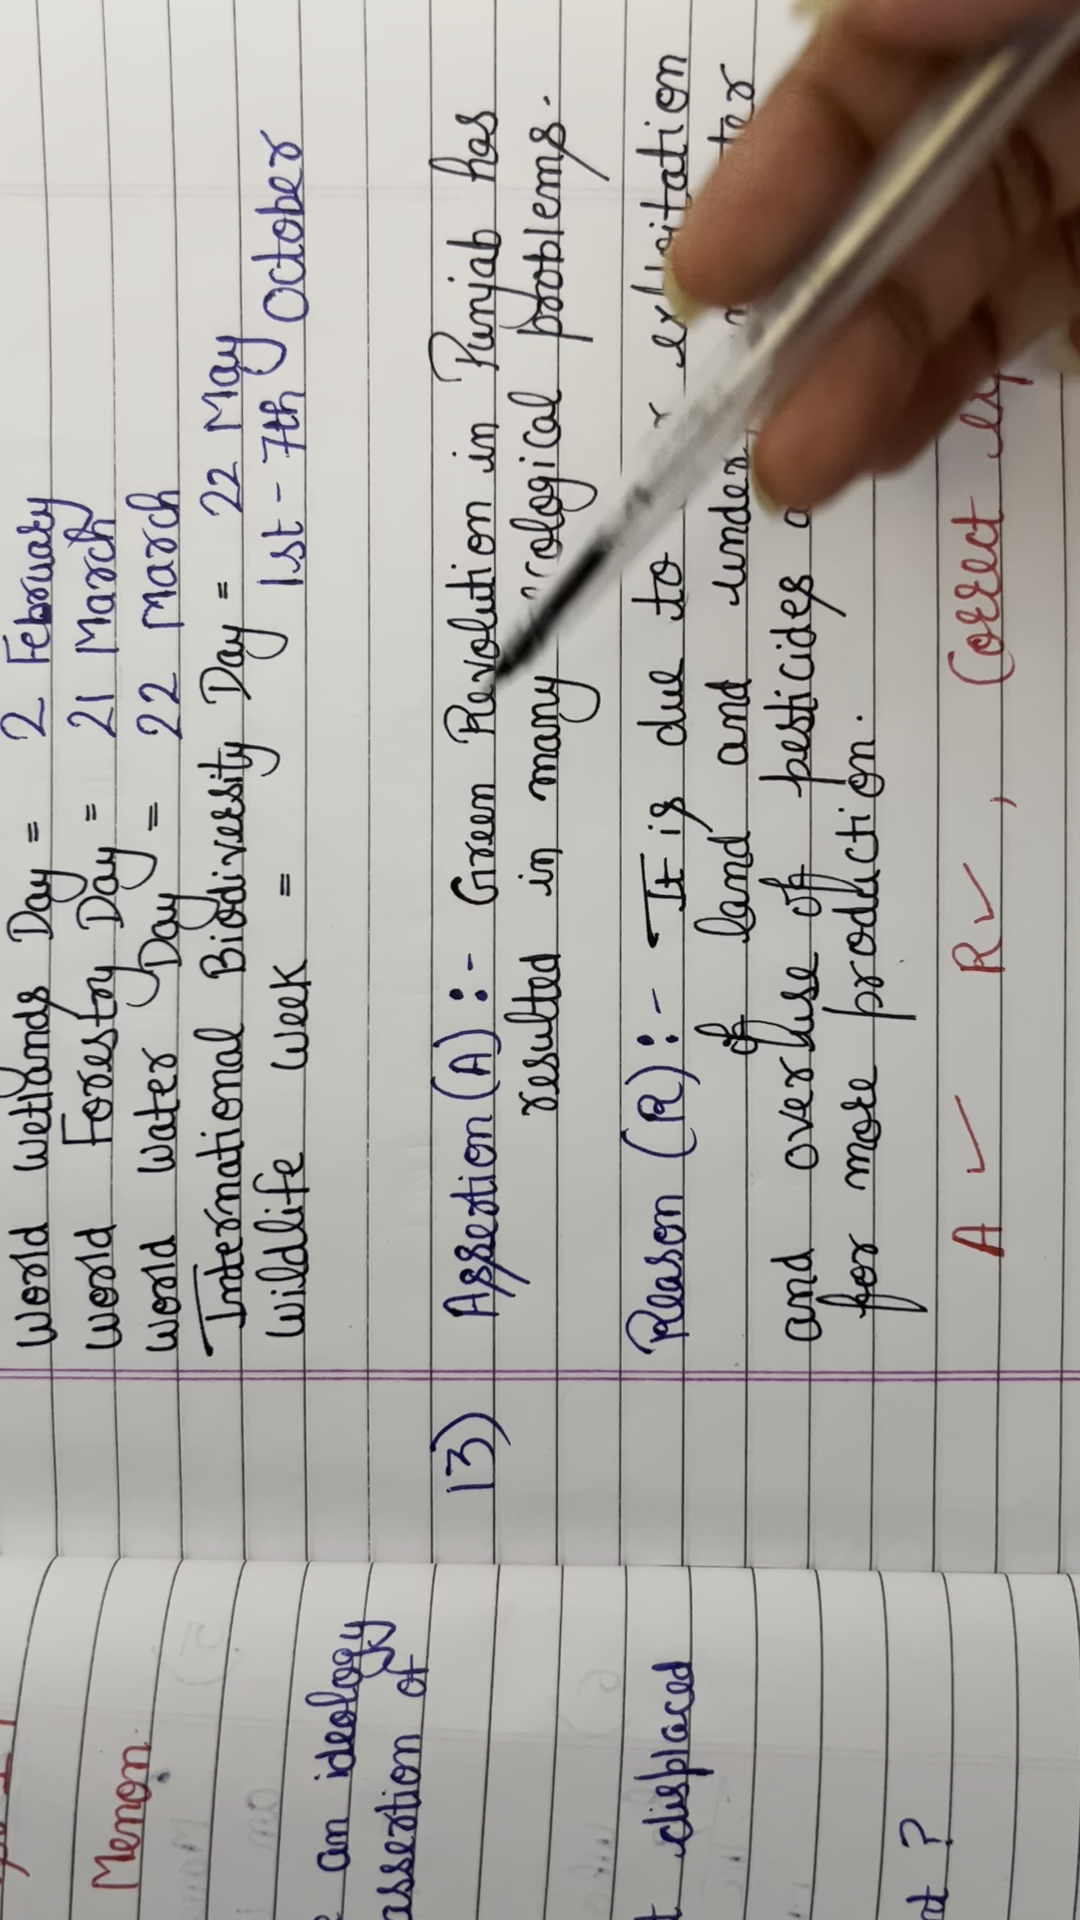 World Wetlands Day = 2 February
World Forestry Day = 21 March
World Water Day = 22 March
International Biodiversity Day = 22 May
Wildlife Week = 1st - 7th October
13) Assertion (A) :- Green Revolution in Punjab has
resulted in many problems.
Reason (R) :- It is due to
of land and under
and overuse of pesticides
for more production.
A ✓ R ✓ , Correct
Menon
an ideology
assertion of
displaced
?